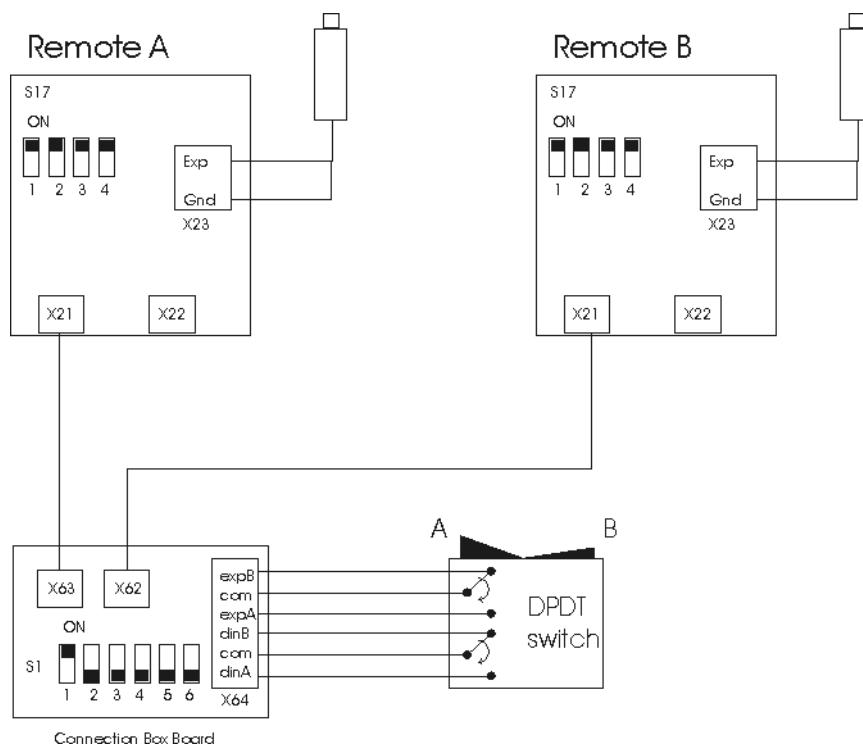 Remote A
S17
ON
1 2 3 4
Exp
Gnd
X23
X21
X22
Remote B
S17
ON
1 2 3 4
Exp
Gnd
X23
X21
X22
A
B
DPDT
switch
X63
X62
ON
S1
1 2 3 4 5 6
expB
com
expA
dinB
com
dinA
X64
Connection Box Board